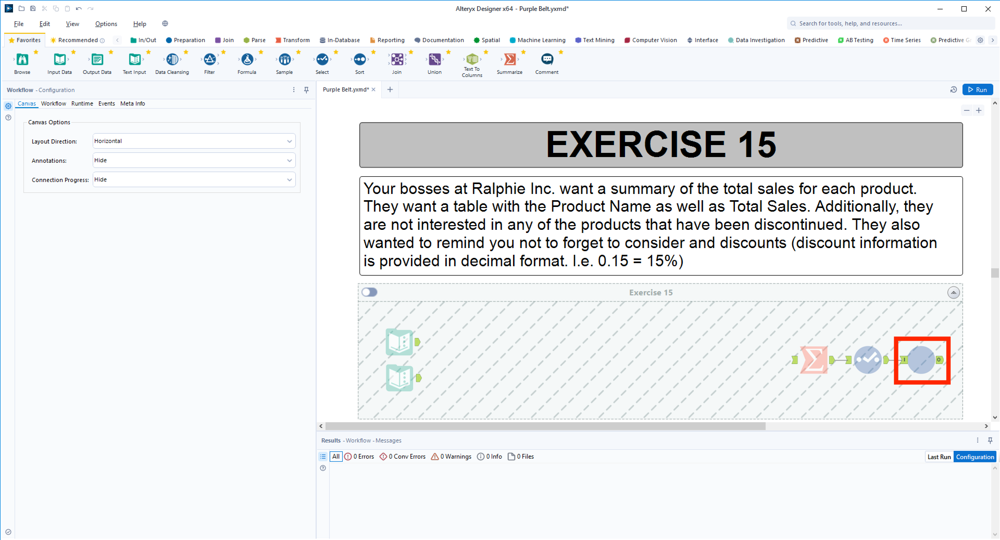 Alteryx Designer x64 - Purple Belt.yxmd*
File Edit View Options Help
Search for tools, help, and resources...
Favorites Recommended In/Out Preparation Join Parse Transform In-Database Reporting Documentation Spatial Machine Learning Text Mining Computer Vision Interface Data Investigation Predictive AB Testing Time Series Predictive
Browse Input Data Output Data Text Input Data Cleansing Filter Formula Sample Select Sort Join Union Text To Columns Summarize Comment
Workflow - Configuration
Purple Belt.yxmd*
Run
Canvas Workflow Runtime Events Meta Info
Canvas Options
Layout Direction: Horizontal
Annotations: Hide
Connection Progress: Hide
EXERCISE 15
Your bosses at Ralphie Inc. want a summary of the total sales for each product.
They want a table with the Product Name as well as Total Sales. Additionally, they
are not interested in any of the products that have been discontinued. They also
wanted to remind you not to forget to consider and discounts (discount information
is provided in decimal format. I.e. 0.15 = 15%)
Exercise 15
I O
Results - Workflow - Messages
All 0 Errors 0 Conv Errors 0 Warnings 0 Info 0 Files
Last Run Configuration